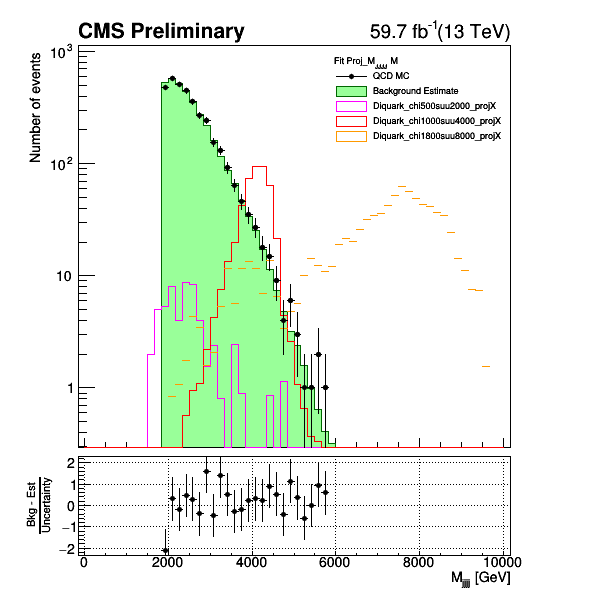 CMS Preliminary
59.7 fb⁻¹(13 TeV)
Number of events
10³
10²
10
1
Fit Proj_M_jjjj M
QCD MC
Background Estimate
Diquark_chi500suu2000_projX
Diquark_chi1000suu4000_projX
Diquark_chi1800suu8000_projX
Bkg - Est
Uncertainty
2
1
0
−1
−2
0 2000 4000 6000 8000 10000
M_jjjj [GeV]